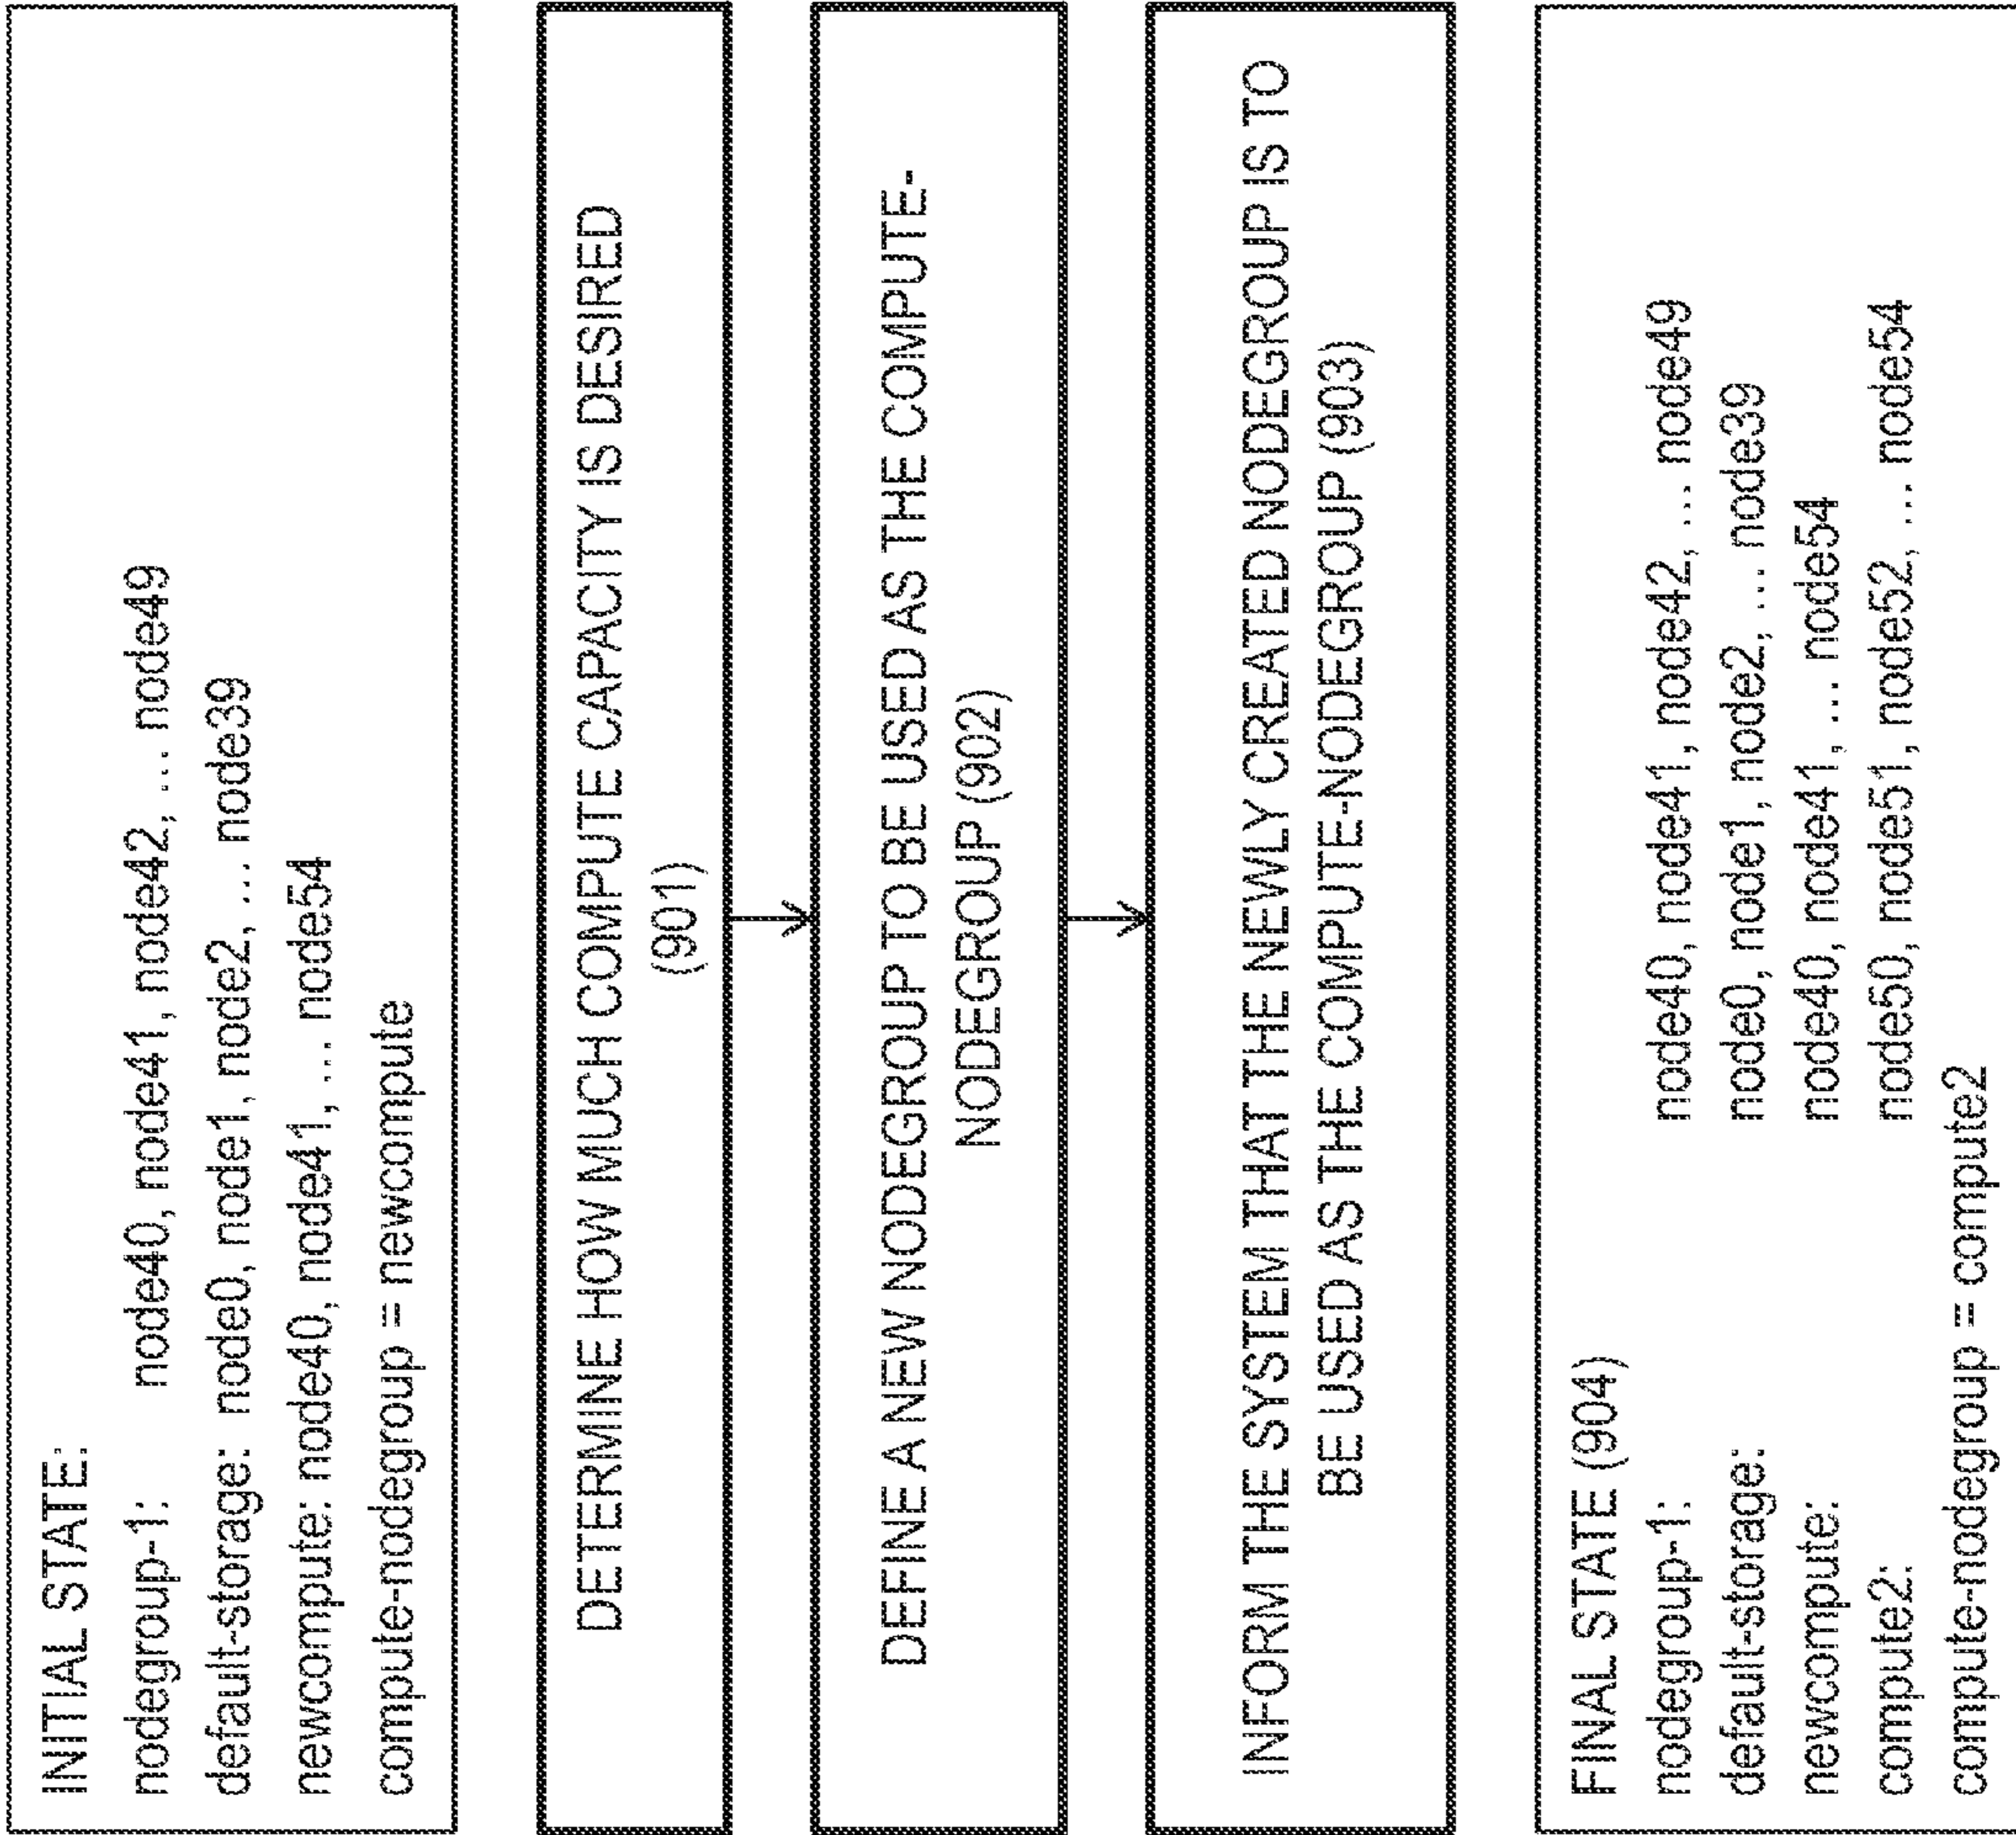 INITIAL STATE:
nodegroup-1: node40, node41, node42, ... node49
default-storage: node0, node1, node2, ... node39
newcompute: node40, node41, ... node54
compute-nodegroup = newcompute
DETERMINE HOW MUCH COMPUTE CAPACITY IS DESIRED
(901)
DEFINE A NEW NODEGROUP TO BE USED AS THE COMPUTE-
NODEGROUP (902)
INFORM THE SYSTEM THAT THE NEWLY CREATED NODEGROUP IS TO
BE USED AS THE COMPUTE-NODEGROUP (903)
FINAL STATE (904)
nodegroup-1: node40, node41, node42, ... node49
default-storage: node0, node1, node2, ... node39
newcompute: node40, node41, ... node54
compute2: node50, node51, node52, ... node54
compute-nodegroup = compute2